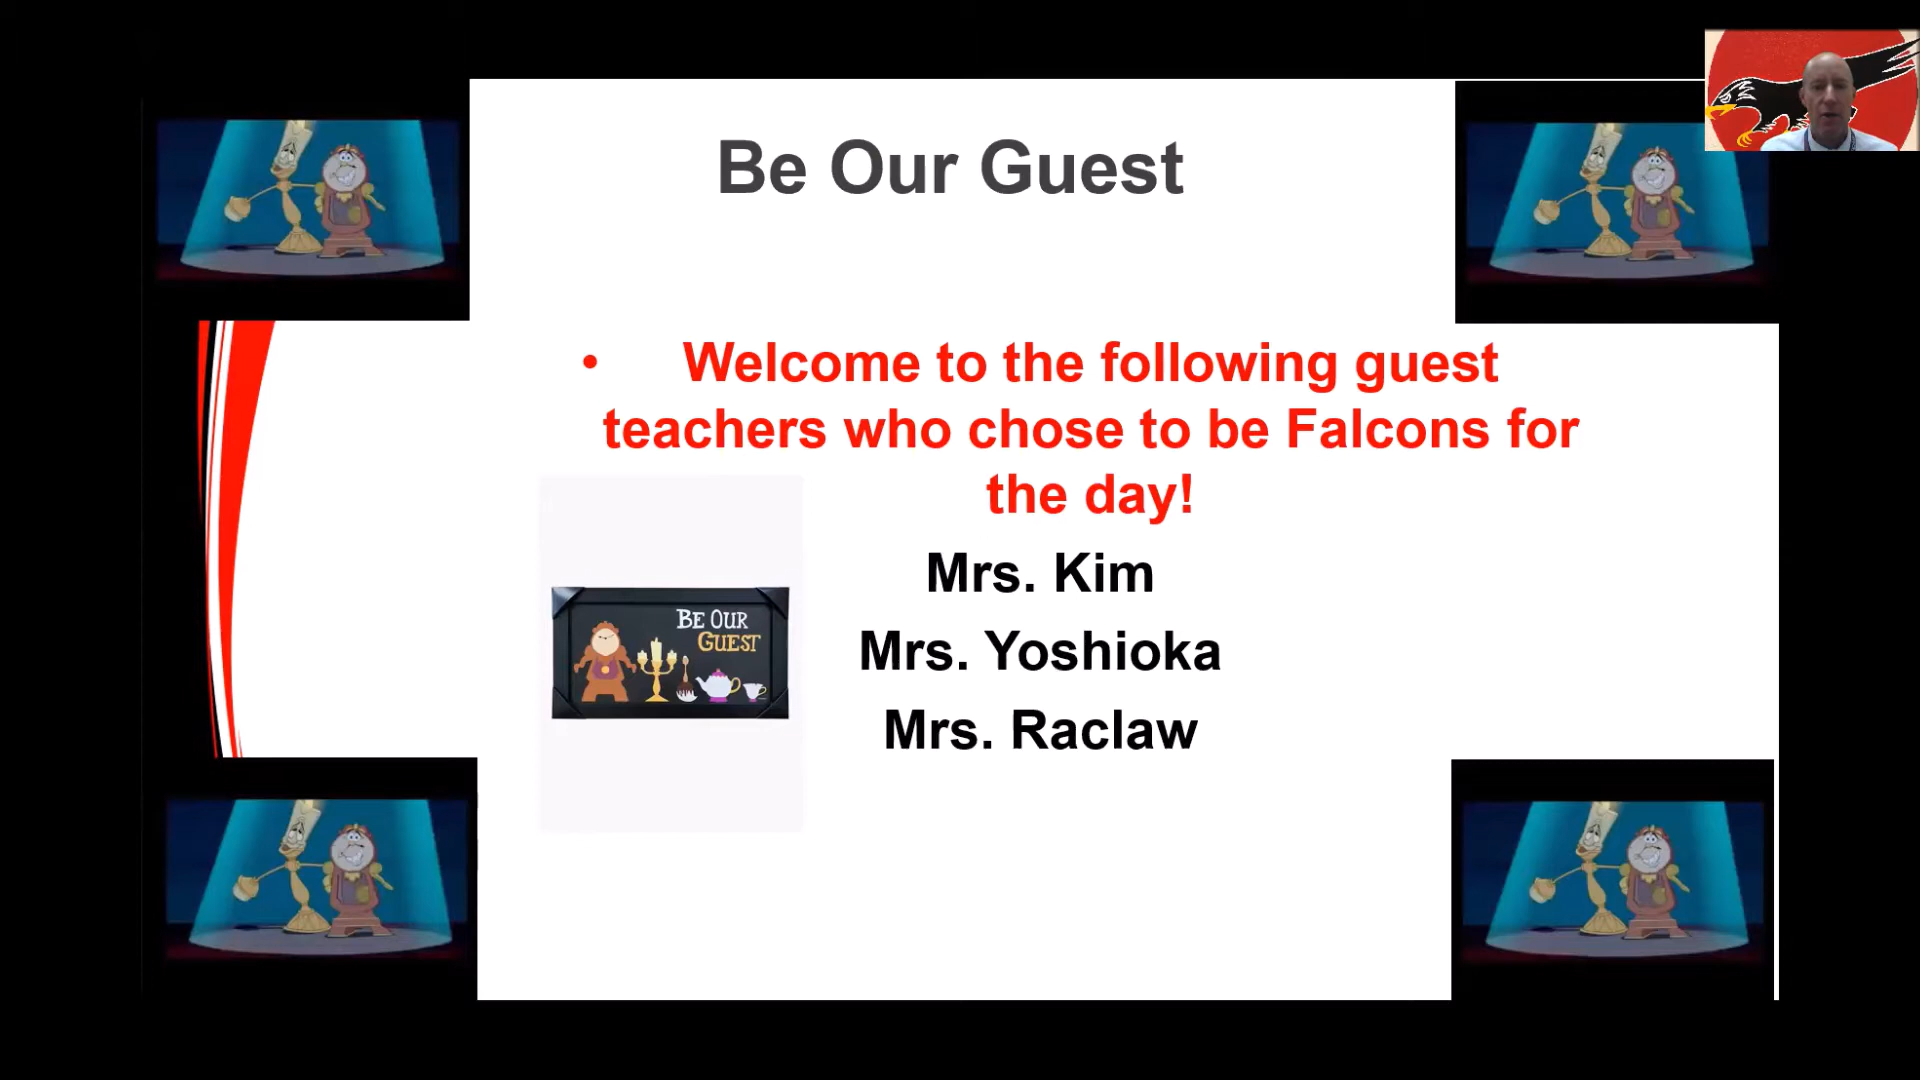 Be Our Guest
• Welcome to the following guest
teachers who chose to be Falcons for
the day!
Mrs. Kim
Mrs. Yoshioka
Mrs. Raclaw
BE OUR
GUEST